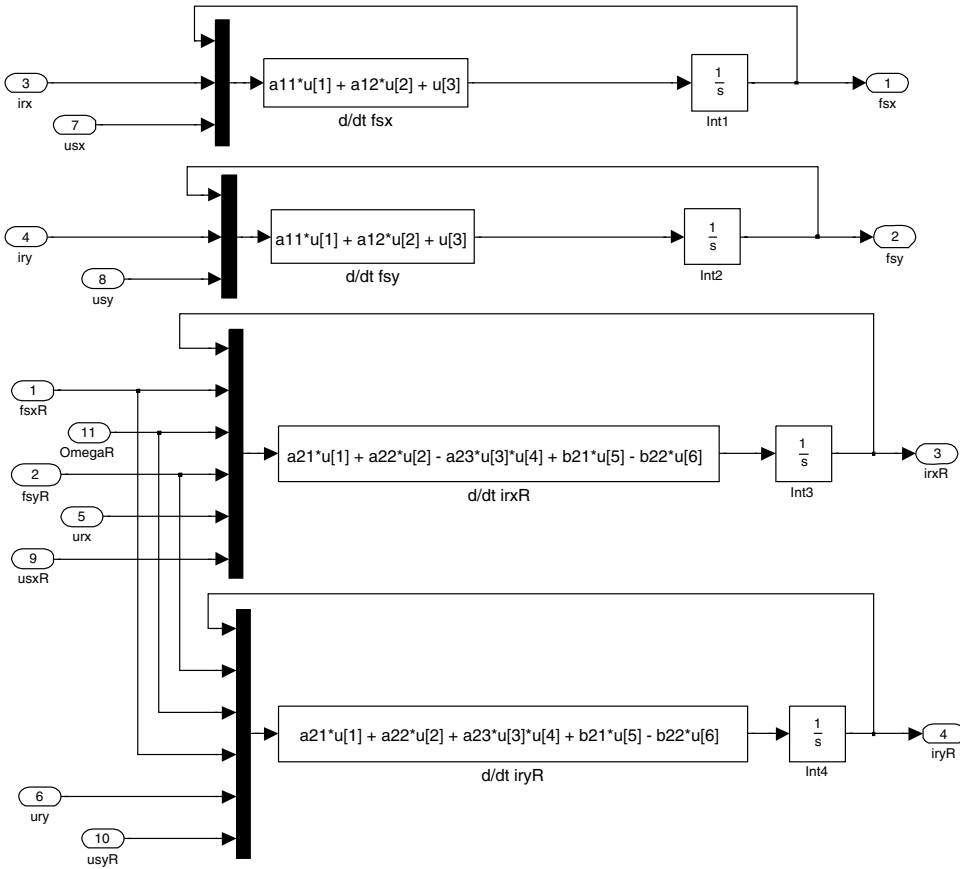 3
irx
7
usx
a11*u[1] + a12*u[2] + u[3]
d/dt fsx
1
s
Int1
1
fsx
4
iry
8
usy
a11*u[1] + a12*u[2] + u[3]
d/dt fsy
1
s
Int2
2
fsy
1
fsxR
11
OmegaR
2
fsyR
5
urx
9
usxR
a21*u[1] + a22*u[2] - a23*u[3]*u[4] + b21*u[5] - b22*u[6]
d/dt irxR
1
s
Int3
3
irxR
6
ury
10
usyR
a21*u[1] + a22*u[2] + a23*u[3]*u[4] + b21*u[5] - b22*u[6]
d/dt iryR
1
s
Int4
4
iryR